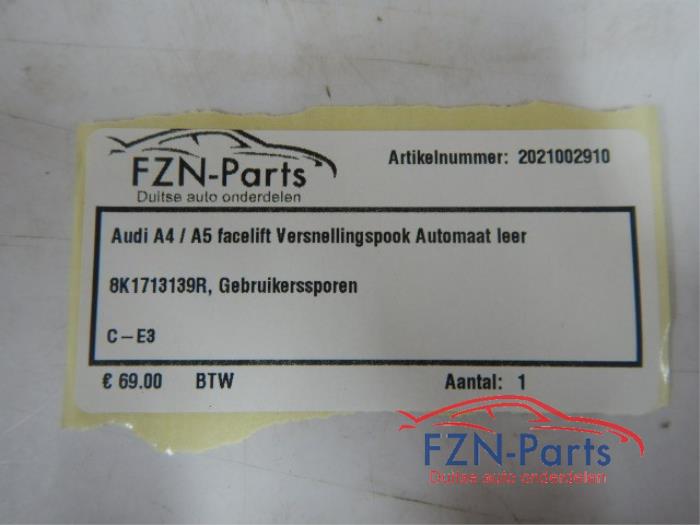 FZN-Parts
Duitse auto onderdelen
Artikelnummer: 2021002910
Audi A4 / A5 facelift Versnellingspook Automaat leer
8K1713139R, Gebruikerssporen
C – E3
€ 69.00 BTW Aantal: 1
FZN-Parts
Duitse auto onderdelen